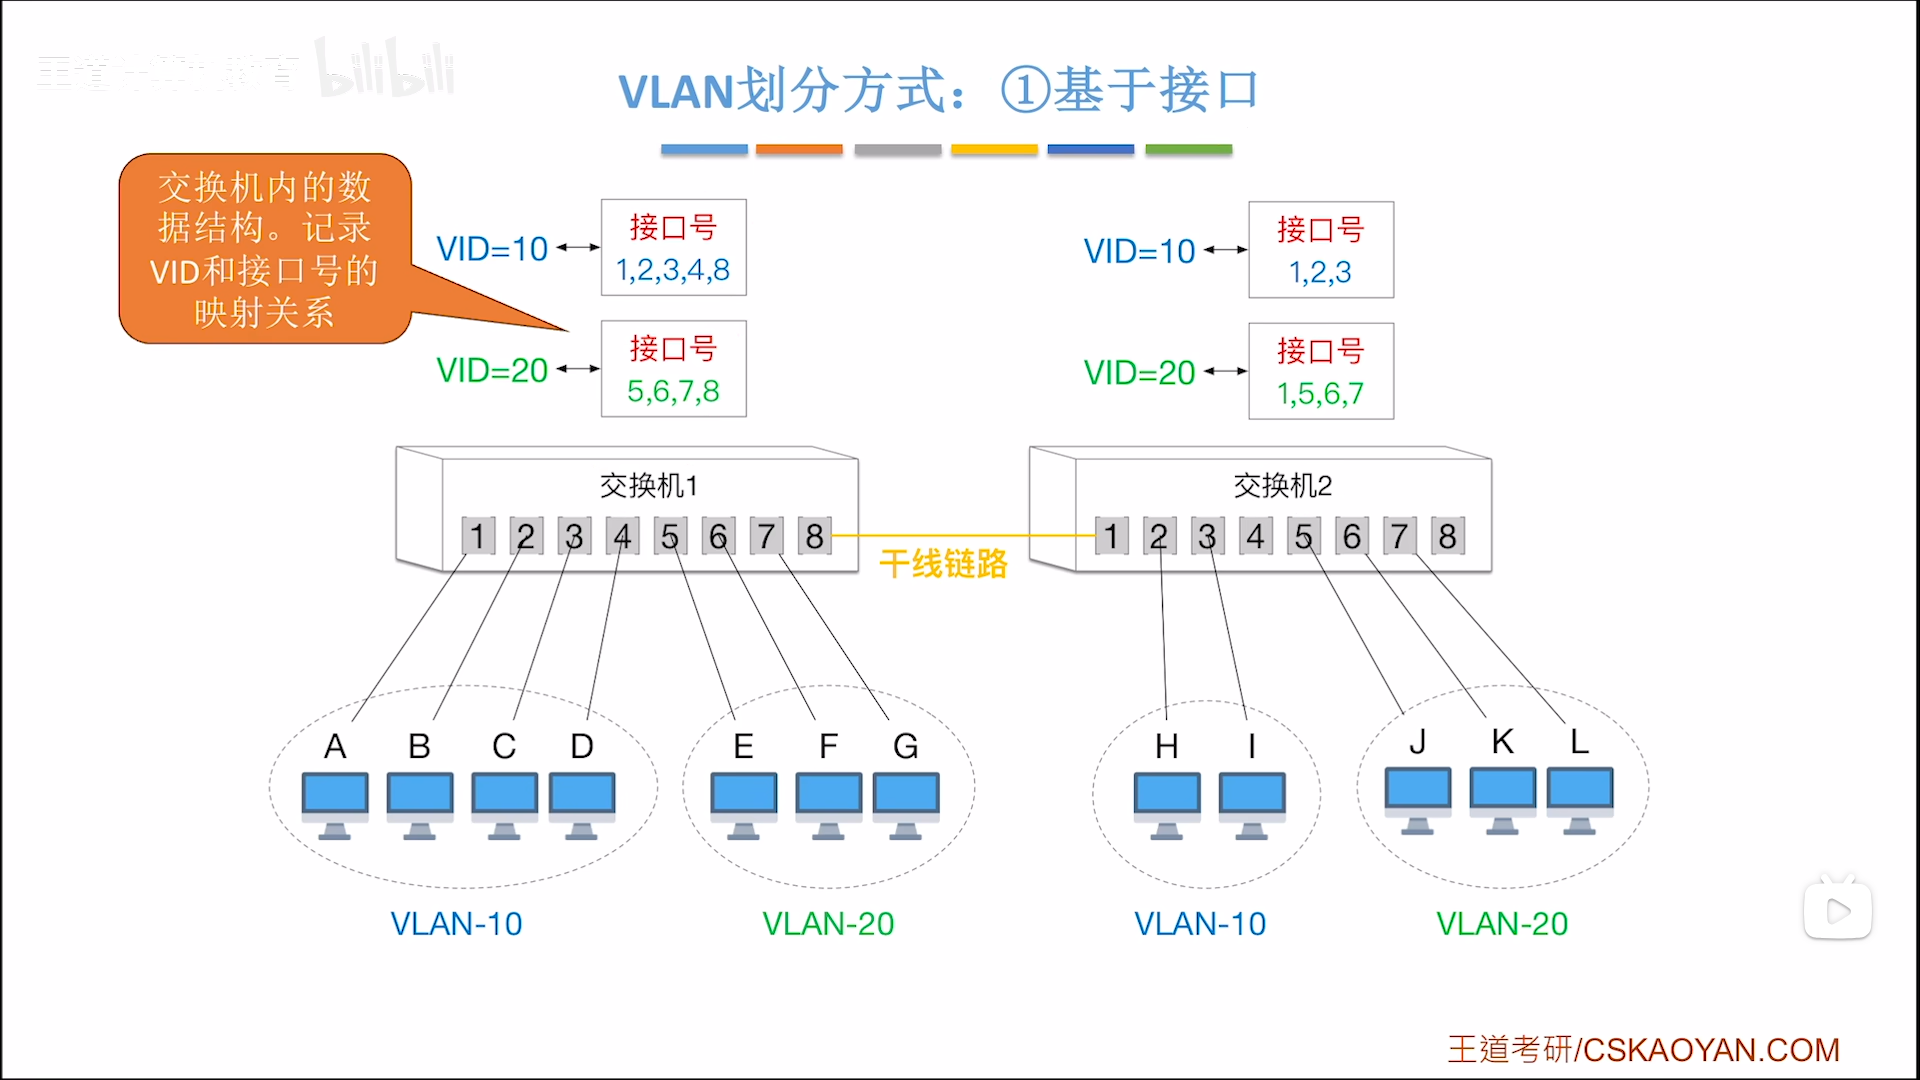 王道计算机教育 bilibili
VLAN划分方式：①基于接口
交换机内的数
据结构。记录
VID和接口号的
映射关系
VID=10
接口号
1,2,3,4,8
VID=20
接口号
5,6,7,8
VID=10
接口号
1,2,3
VID=20
接口号
1,5,6,7
交换机1
1 2 3 4 5 6 7 8
干线链路
交换机2
1 2 3 4 5 6 7 8
A B C D
E F G
H I
J K L
VLAN-10
VLAN-20
VLAN-10
VLAN-20
王道考研/CSKAOYAN.COM